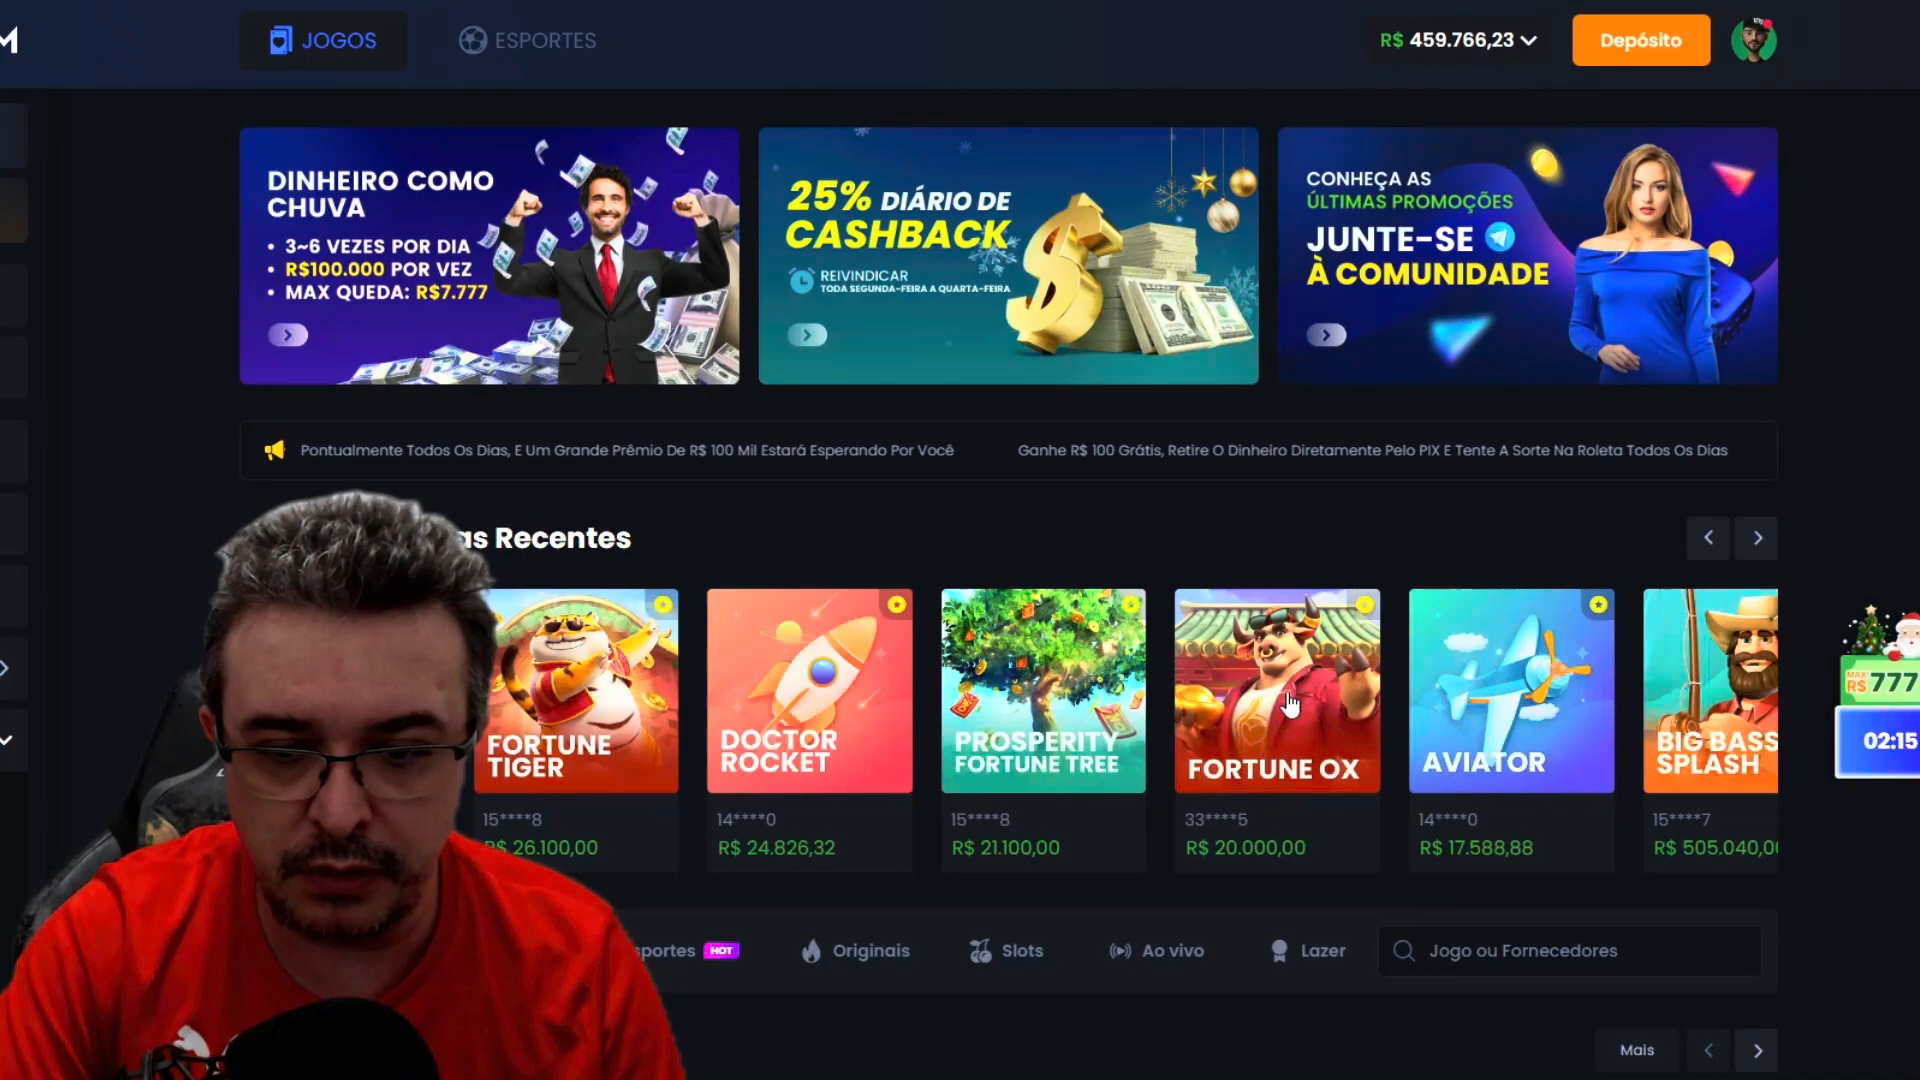 M
JOGOS
ESPORTES
R$ 459.766,23
Depósito
DINHEIRO COMO
CHUVA
• 3~6 VEZES POR DIA
• R$100.000 POR VEZ
• MAX QUEDA: R$7.777
25% DIÁRIO DE
CASHBACK
REIVINDICAR
TODA SEGUNDA-FEIRA A QUARTA-FEIRA
CONHEÇA AS
ÚLTIMAS PROMOÇÕES
JUNTE-SE
À COMUNIDADE
Pontualmente Todos Os Dias, E Um Grande Prêmio De R$ 100 Mil Estará Esperando Por Você
Ganhe R$ 100 Grátis, Retire O Dinheiro Diretamente Pelo PIX E Tente A Sorte Na Roleta Todos Os Dias
as Recentes
FORTUNE
TIGER
DOCTOR
ROCKET
PROSPERITY
FORTUNE TREE
FORTUNE OX
AVIATOR
BIG BASS
SPLASH
MAX
R$ 777
02:15
15****8
R$ 26.100,00
14****0
R$ 24.826,32
15****8
R$ 21.100,00
33****5
R$ 20.000,00
14****0
R$ 17.588,88
15****7
R$ 505.040,0
sportes
HOT
Originais
Slots
Ao vivo
Lazer
Jogo ou Fornecedores
Mais